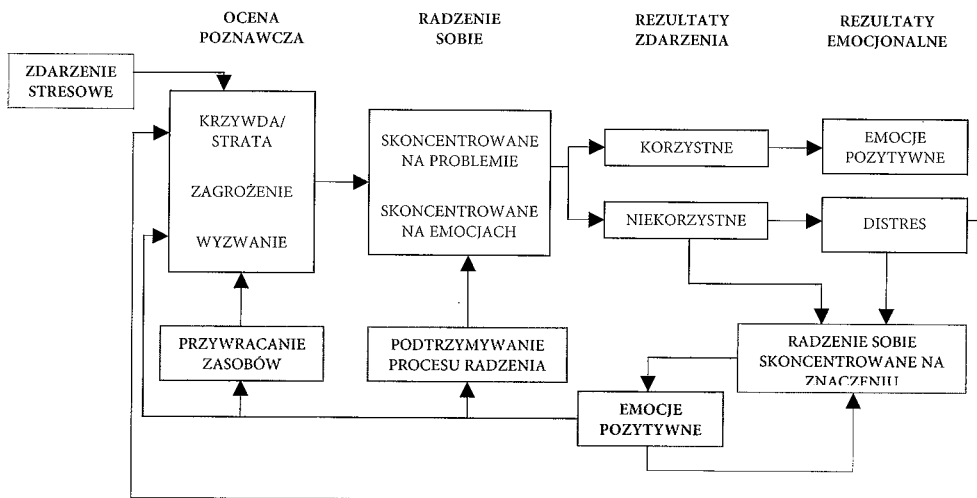 OCENA
POZNAWCZA
RADZENIE
SOBIE
REZULTATY
ZDARZENIA
REZULTATY
EMOCJONALNE
ZDARZENIE
STRESOWE
KRZYWDA/
STRATA
ZAGROŻENIE
WYZWANIE
SKONCENTROWANE
NA PROBLEMIE
SKONCENTROWANE
NA EMOCJACH
KORZYSTNE
EMOCJE
POZYTYWNE
NIEKORZYSTNE
DISTRES
PRZYWRACANIE
ZASOBÓW
PODTRZYMYWANIE
PROCESU RADZENIA
RADZENIE SOBIE
SKONCENTROWANE NA
ZNACZENIU
EMOCJE
POZYTYWNE